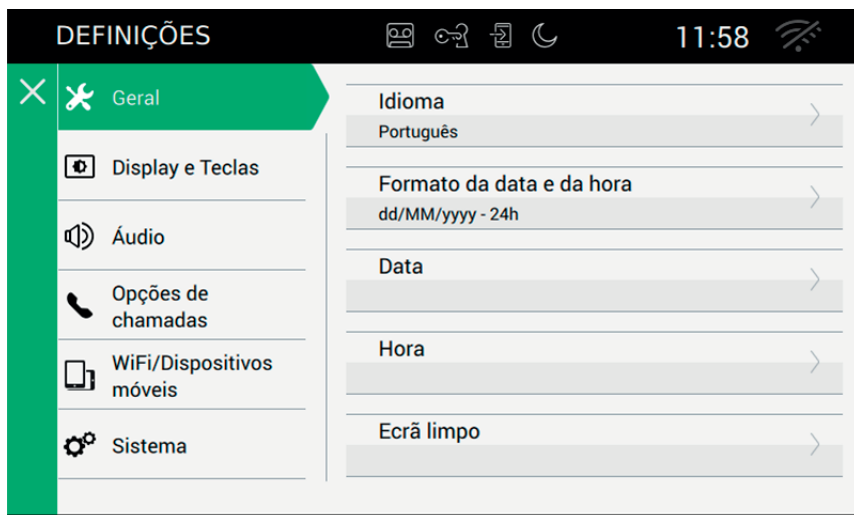 DEFINIÇÕES
11:58
Geral
Display e Teclas
Áudio
Opções de
chamadas
WiFi/Dispositivos
móveis
Sistema
Idioma
Português
Formato da data e da hora
dd/MM/yyyy - 24h
Data
Hora
Ecrã limpo